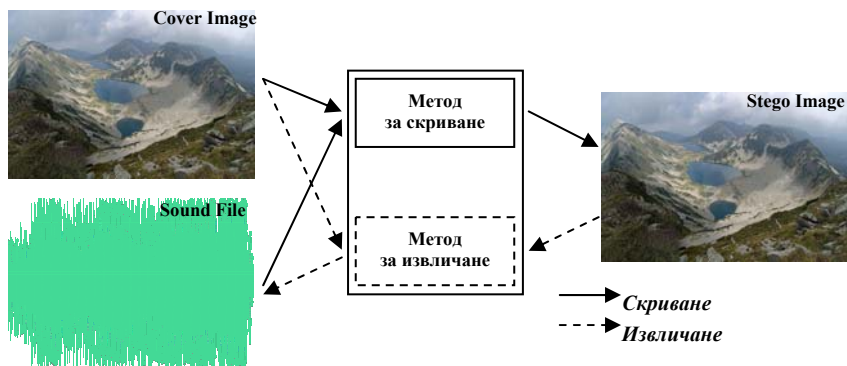 Cover Image
Sound File
Метод
за скриване
Метод
за извличане
Stego Image
Скриване
Извличане